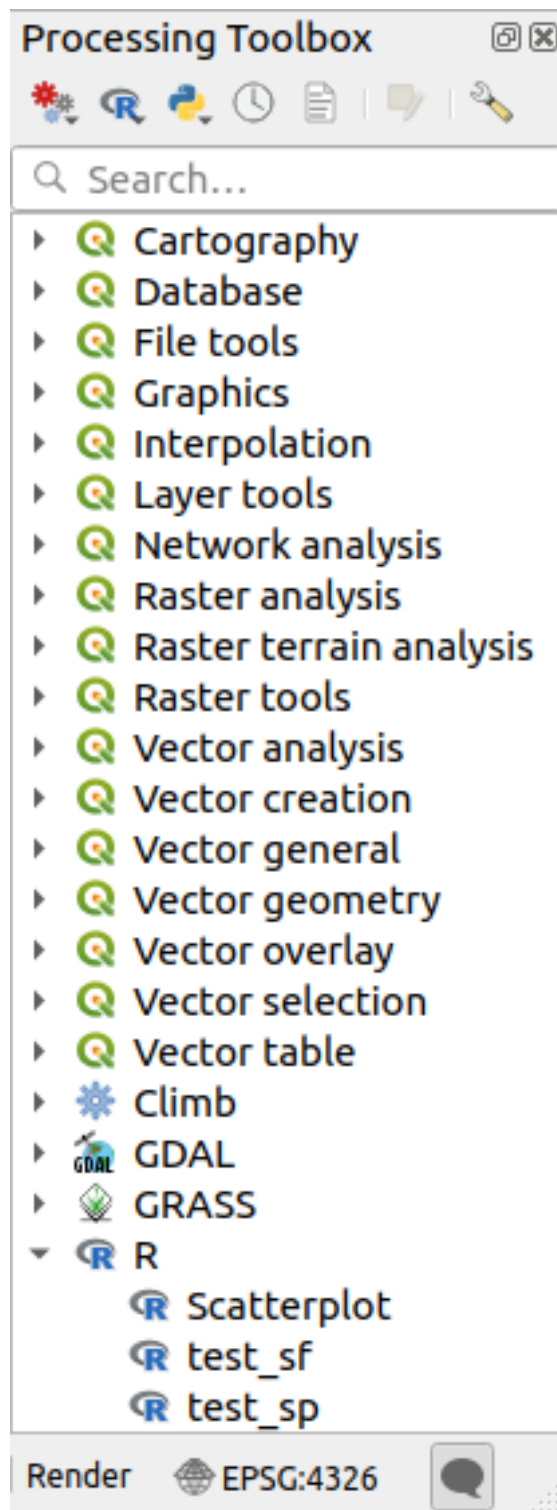 Processing Toolbox
Search...
Cartography
Database
File tools
Graphics
Interpolation
Layer tools
Network analysis
Raster analysis
Raster terrain analysis
Raster tools
Vector analysis
Vector creation
Vector general
Vector geometry
Vector overlay
Vector selection
Vector table
Climb
GDAL GDAL
GRASS
R R
R Scatterplot
R test_sf
R test_sp
Render EPSG:4326